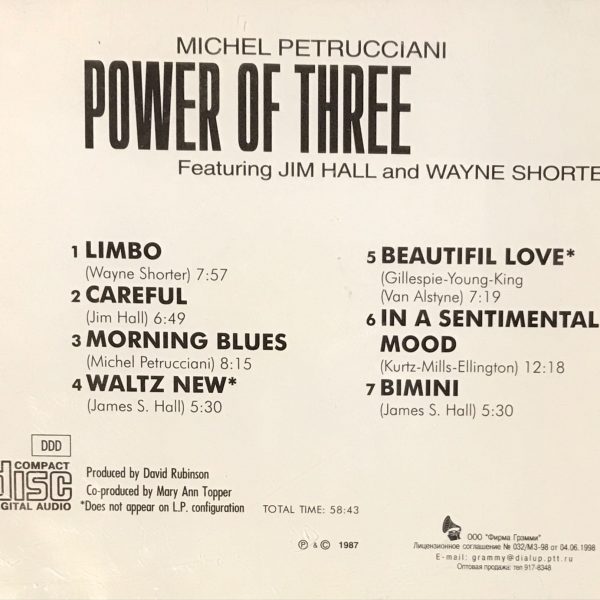 MICHEL PETRUCCIANI
POWER OF THREE
Featuring JIM HALL and WAYNE SHORTE
1 LIMBO
(Wayne Shorter) 7:57
2 CAREFUL
(Jim Hall) 6:49
3 MORNING BLUES
(Michel Petrucciani) 8:15
4 WALTZ NEW*
(James S. Hall) 5:30
5 BEAUTIFIL LOVE*
(Gillespie-Young-King
(Van Alstyne) 7:19
6 IN A SENTIMENTAL
MOOD
(Kurtz-Mills-Ellington) 12:18
7 BIMINI
(James S. Hall) 5:30
DDD
COMPACT
disc
DIGITAL AUDIO
Produced by David Rubinson
Co-produced by Mary Ann Topper
*Does not appear on L.P. configuration
TOTAL TIME: 58:43
℗ & © 1987
ООО "Фирма Грэмми"
Лицензионное соглашение № 032/МЗ-98 от 04.06.1998
E-mail: grammy@dialup.ptt.ru
Оптовая продажа: тел 917-8348